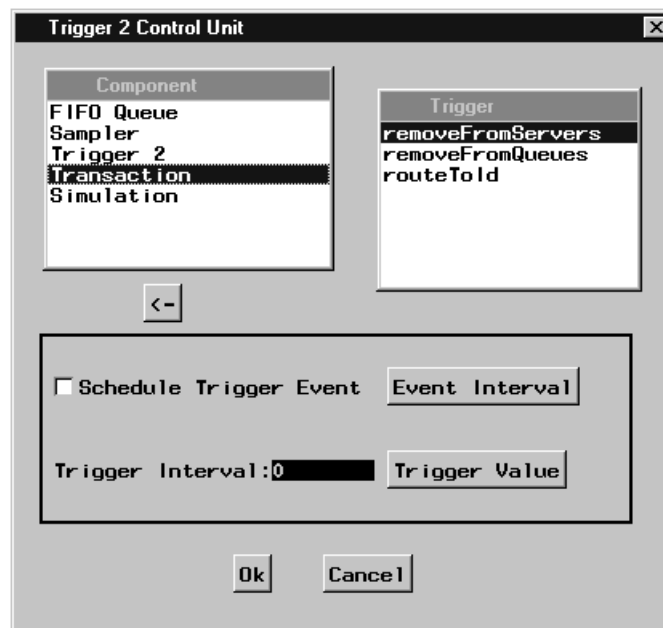 Trigger 2 Control Unit
Component
FIFO Queue
Sampler
Trigger 2
Transaction
Simulation
Trigger
removeFromServers
removeFromQueues
routeToId
<-
Schedule Trigger Event
Event Interval
Trigger Interval:0
Trigger Value
Ok
Cancel